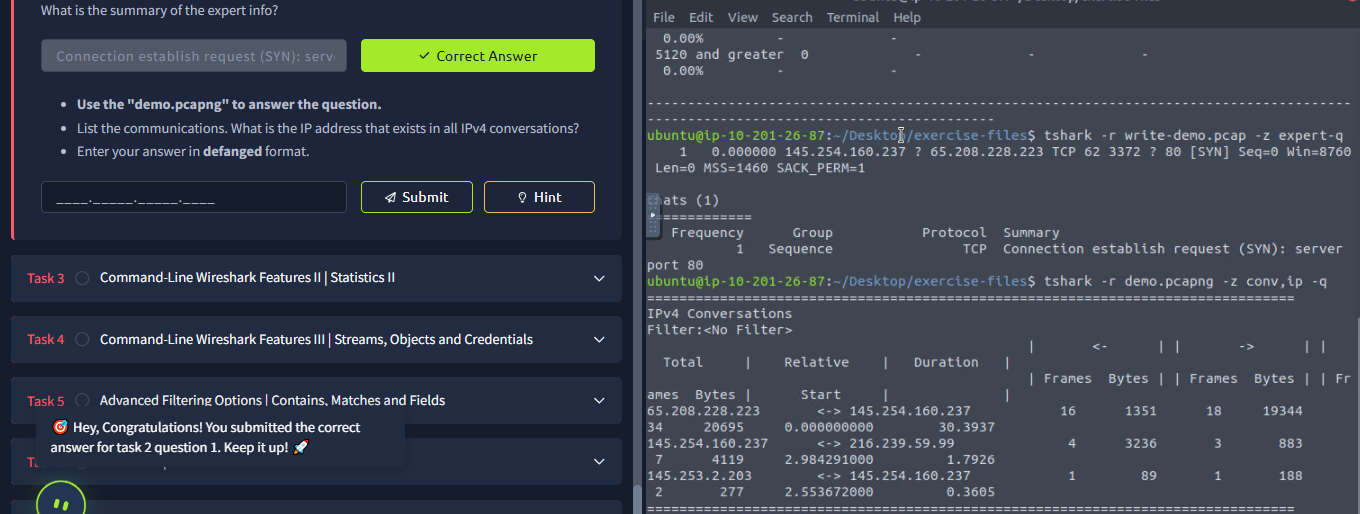 What is the summary of the expert info?
Connection establish request (SYN): serv
Correct Answer
Use the "demo.pcapng" to answer the question.
List the communications. What is the IP address that exists in all IPv4 conversations?
Enter your answer in defanged format.
____._____._____.____
Submit
Hint
Task 3 Command-Line Wireshark Features II | Statistics II
Task 4 Command-Line Wireshark Features III | Streams, Objects and Credentials
Task 5 Advanced Filtering Options | Contains, Matches and Fields
🎯 Hey, Congratulations! You submitted the correct
answer for task 2 question 1. Keep it up! 🚀
File Edit View Search Terminal Help
0.00% - -
5120 and greater 0 - - -
0.00% - -
--------------------------------------------------------------------------------------
-------------------------------------------
ubuntu@ip-10-201-26-87:~/Desktop/exercise-files$ tshark -r write-demo.pcap -z expert-q
1 0.000000 145.254.160.237 ? 65.208.228.223 TCP 62 3372 ? 80 [SYN] Seq=0 Win=8760
Len=0 MSS=1460 SACK_PERM=1
Chats (1)
=============
Frequency Group Protocol Summary
1 Sequence TCP Connection establish request (SYN): server
port 80
ubuntu@ip-10-201-26-87:~/Desktop/exercise-files$ tshark -r demo.pcapng -z conv,ip -q
================================================================================
IPv4 Conversations
Filter:<No Filter>
| <- | | -> | |
Total | Relative | Duration |
| Frames Bytes | | Frames Bytes | | Fr
ames Bytes | Start | |
65.208.228.223 <-> 145.254.160.237 16 1351 18 19344
34 20695 0.000000000 30.3937
145.254.160.237 <-> 216.239.59.99 4 3236 3 883
7 4119 2.984291000 1.7926
145.253.2.203 <-> 145.254.160.237 1 89 1 188
2 277 2.553672000 0.3605
================================================================================